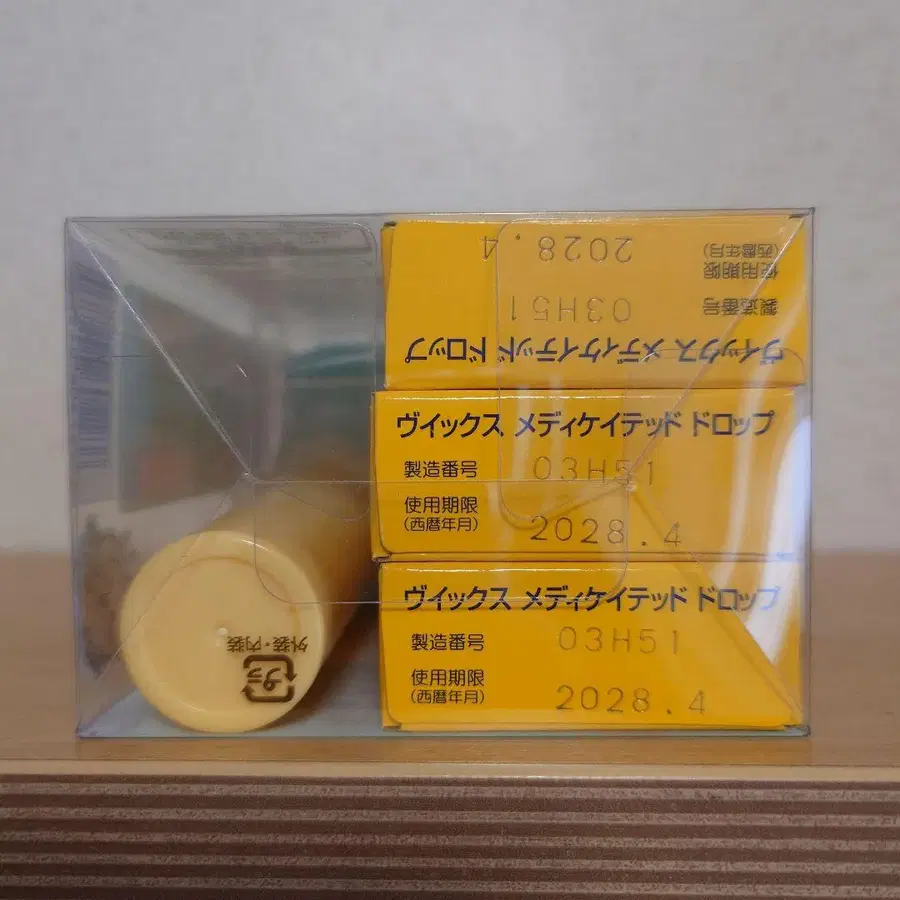 ヴイックス メディケイテッド ドロップ
製造番号 03H51
使用期限
(西暦年月) 2028.4
ヴイックス メディケイテッド ドロップ
製造番号 03H51
使用期限
(西暦年月) 2028.4
ヴイックス メディケイテッド ドロップ
製造番号 03H51
使用期限
(西暦年月) 2028.4
外装・内装
プラ